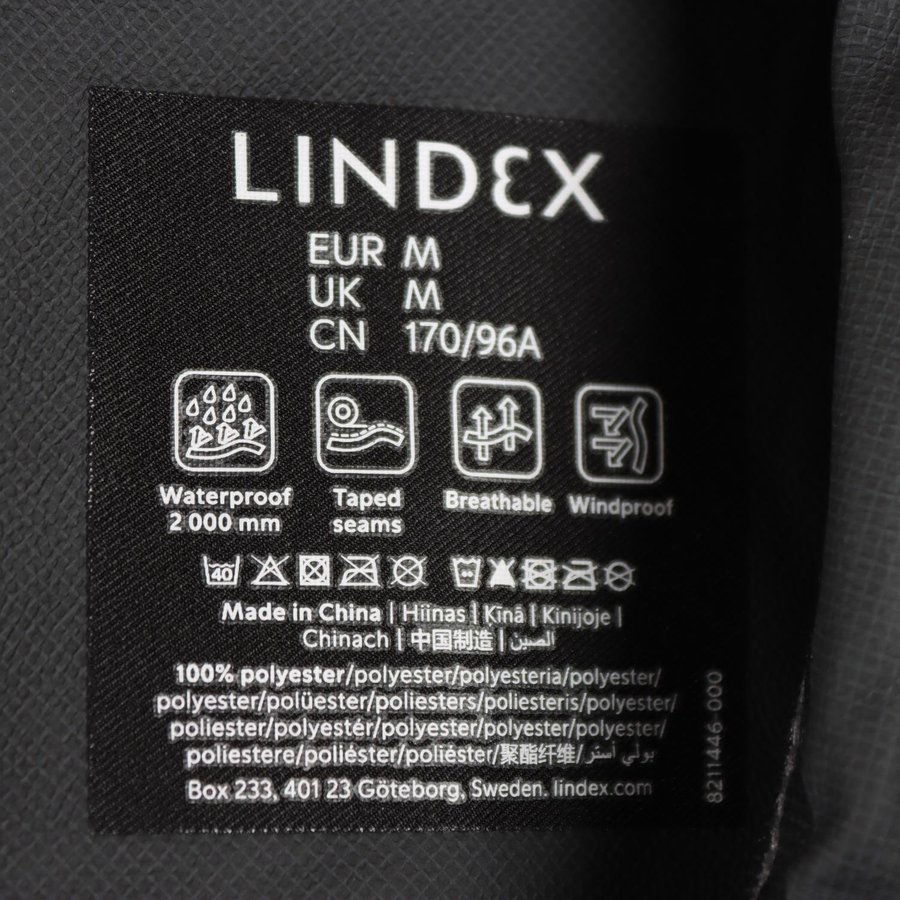 LINDEX
EUR M
UK M
CN 170/96A
Waterproof
2 000 mm
Taped
seams
Breathable
Windproof
40
Made in China | Hiinas | Ķīnā | Kinijoje |
Chinach | 中国制造 | الصين
100% polyester/polyester/polyesteria/polyester/
polyester/polüester/poliesters/poliesteris/polyester/
poliester/polyestér/polyester/polyester/polyester/
poliestere/poliéster/poliéster/聚酯纤维/بولي أستر
Box 233, 401 23 Göteborg, Sweden. lindex.com
8211446-000